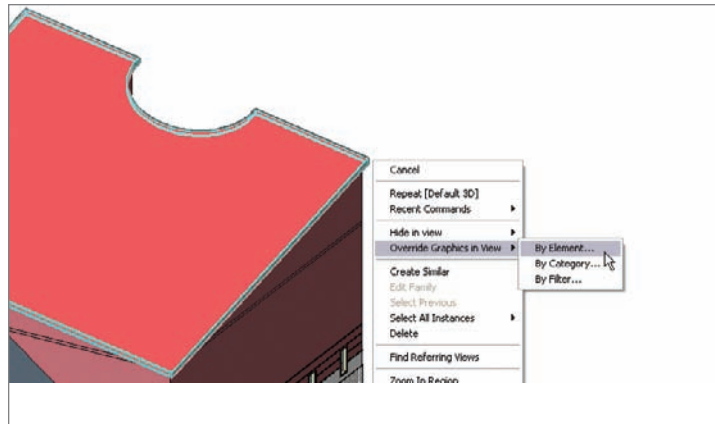 Cancel
Repeat [Default 3D]
Recent Commands
Hide in view
Override Graphics in View
By Element...
By Category...
By Filter...
Create Similar
Edit Family
Select Previous
Select All Instances
Delete
Find Referring Views
Zoom In Region